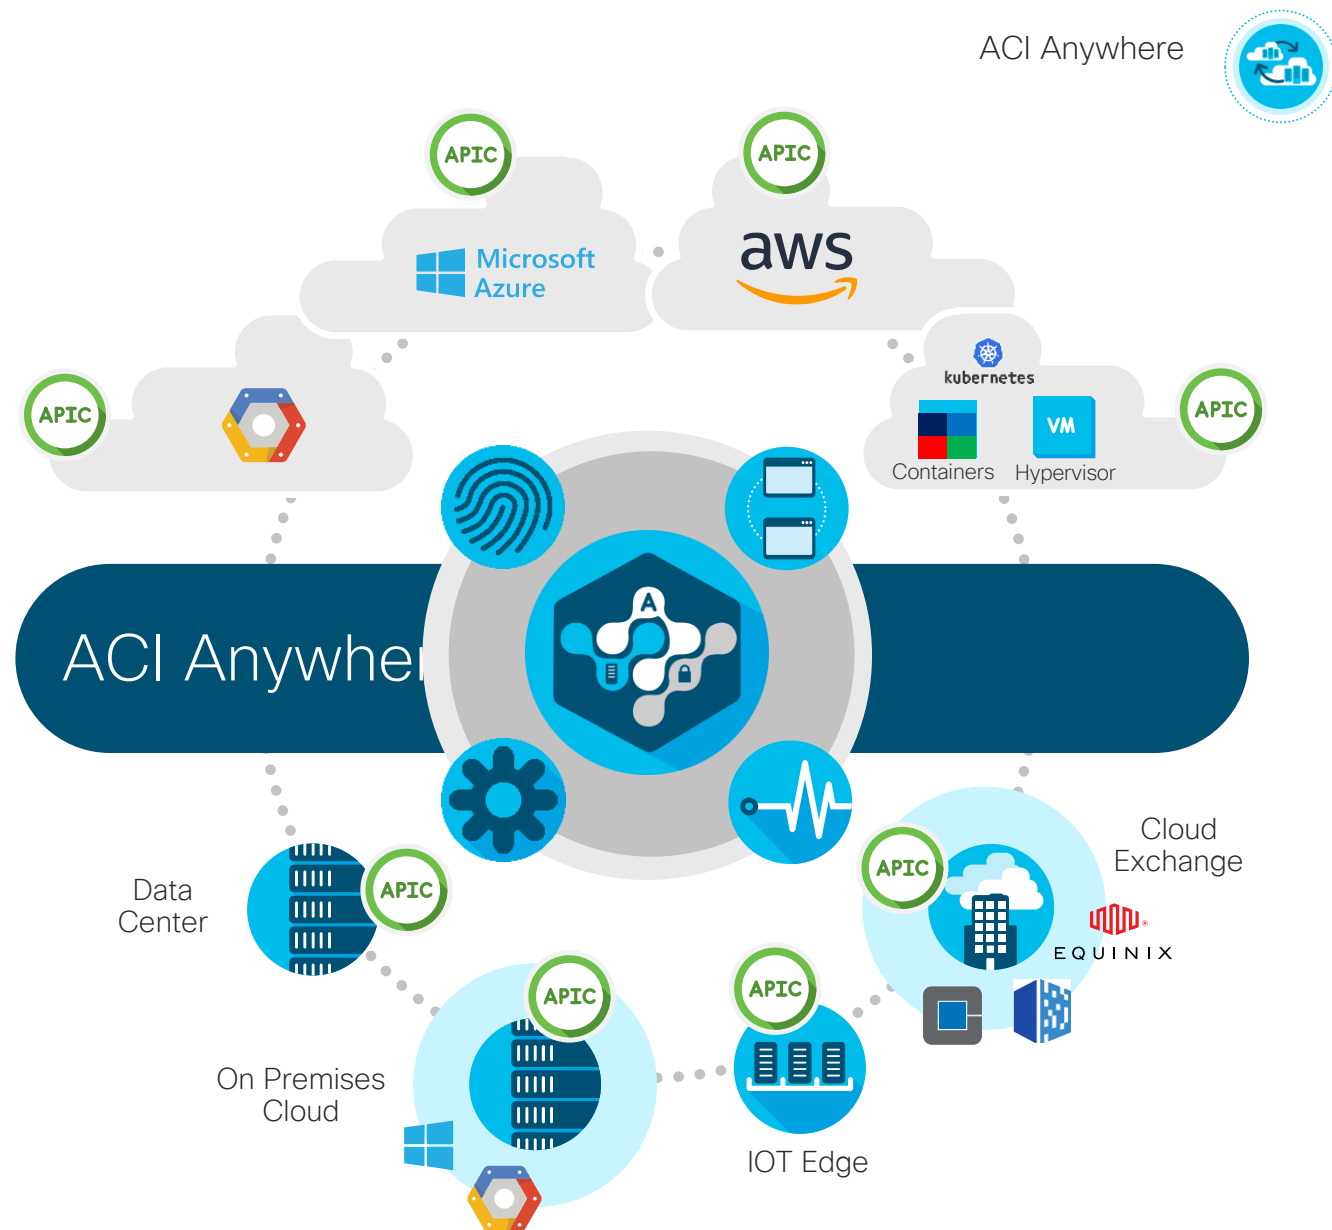 ACI Anywhere
APIC
APIC
Microsoft
Azure
aws
kubernetes
APIC
APIC
VM
Containers
Hypervisor
A
ACI Anywher
Cloud
Exchange
APIC
APIC
Data
Center
EQUINIX
APIC
APIC
On Premises
Cloud
IOT Edge